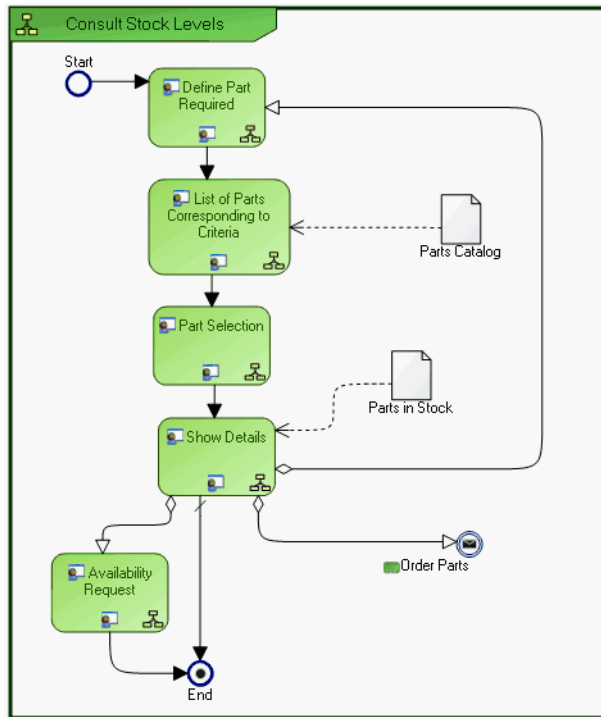 Consult Stock Levels
Start
Define Part
Required
List of Parts
Corresponding to
Criteria
Parts Catalog
Part Selection
Parts in Stock
Show Details
Availability
Request
Order Parts
End